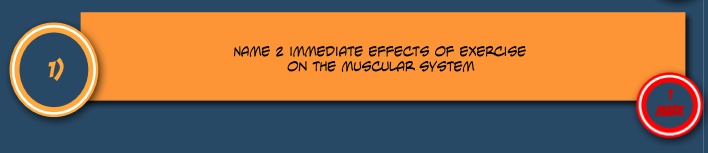 1)
NAME 2 IMMEDIATE EFFECTS OF EXERCISE
ON THE MUSCULAR SYSTEM